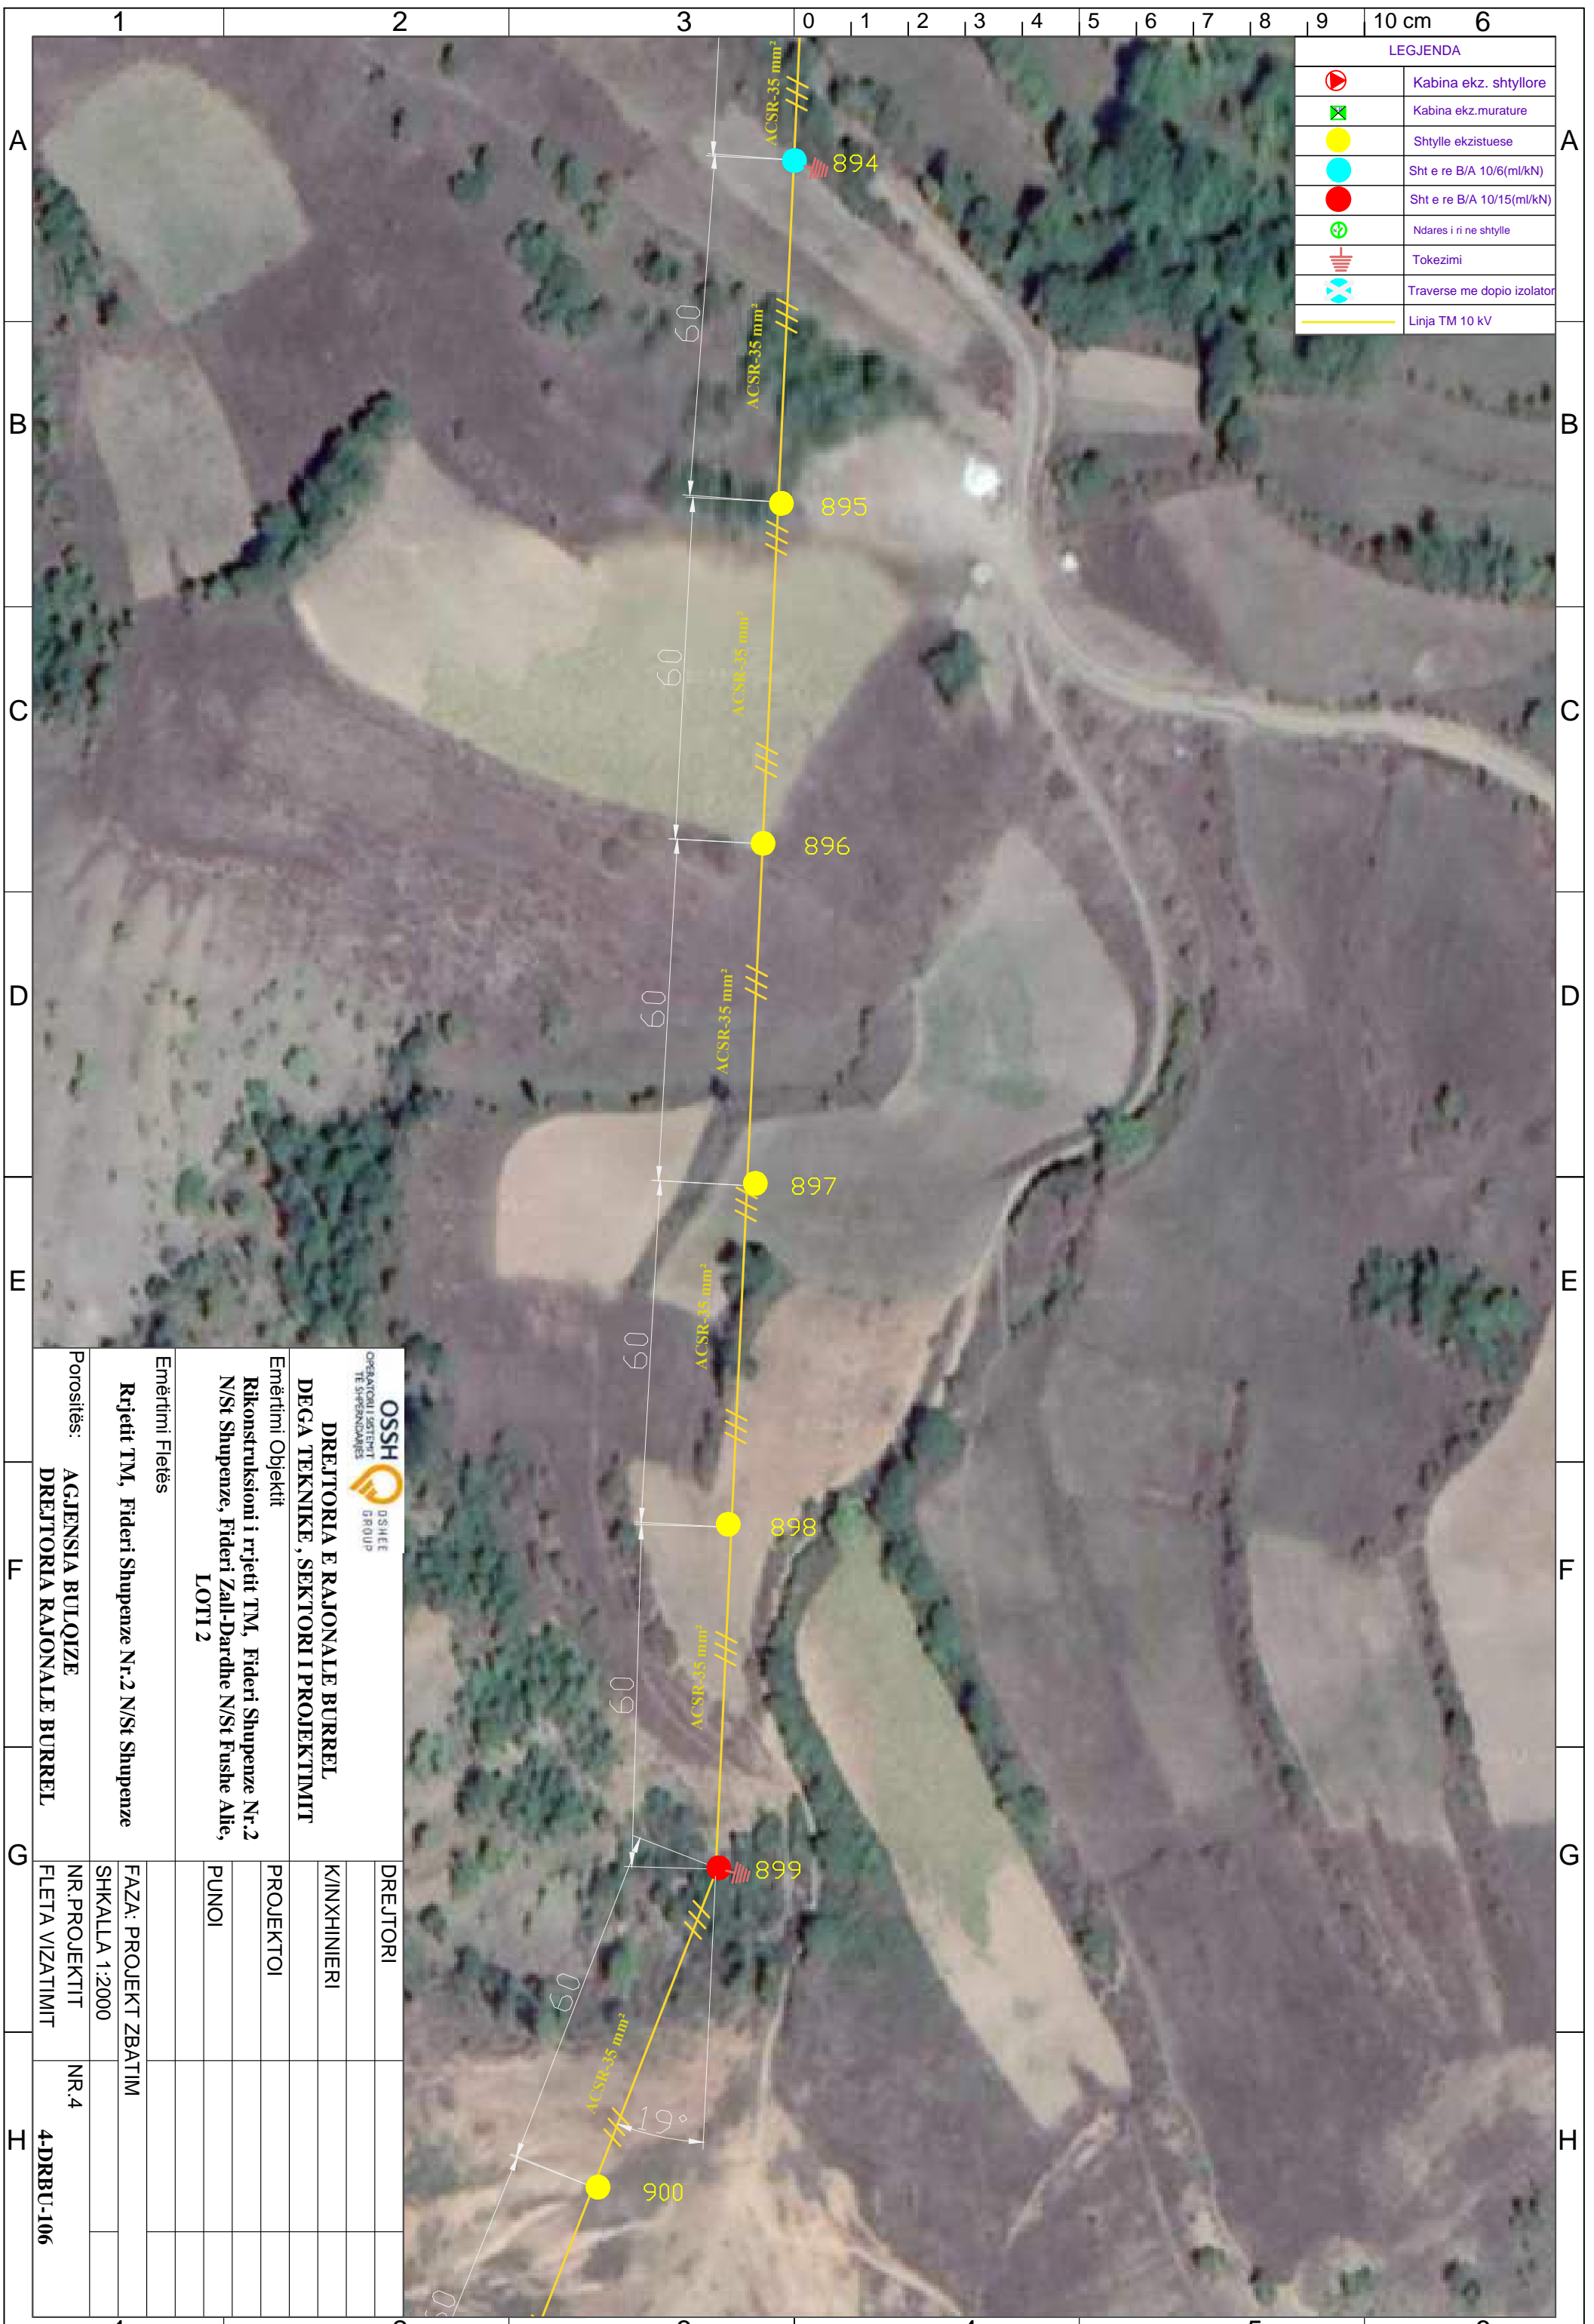 1 2 3 0 1 2 3 4 5 6 7 8 9 10 cm 6
LEGJENDA
Kabina ekz. shtyllore
Kabina ekz.murature
Shtylle ekzistuese
Sht e re B/A 10/6(ml/kN)
Sht e re B/A 10/15(ml/kN)
Ndares i ri ne shtylle
Tokezimi
Traverse me dopio izolator
Linja TM 10 kV
A A
ACSR-35 mm²
894
60
ACSR-35 mm²
B B
895
60
ACSR-35 mm²
C C
896
60
ACSR-35 mm²
D D
897
60
ACSR-35 mm²
E E
898
60
ACSR-35 mm²
F F
899
60
ACSR-35 mm²
G G
19°
900
60
H H
OSSH
OPERATORI I SISTEMIT
TË SHPËRNDARJES
OSHEE
GROUP
DREJTORIA E RAJONALE BURREL
DEGA TEKNIKE , SEKTORI I PROJEKTIMIT
Emërtimi Objektit
Rikonstruksioni i rrjetit TM, Fideri Shupenze Nr.2
N/St Shupenze, Fideri Zall-Dardhe N/St Fushe Alie,
LOTI 2
Emërtimi Fletës
Rrjetit TM, Fideri Shupenze Nr.2 N/St Shupenze
Porositës: AGJENSIA BULQIZE
DREJTORIA RAJONALE BURREL
DREJTORI
K/INXHINIERI
PROJEKTOI
PUNOI
FAZA: PROJEKT ZBATIM
SHKALLA 1:2000
NR.PROJEKTIT NR.4
FLETA VIZATIMIT 4-DRBU-106